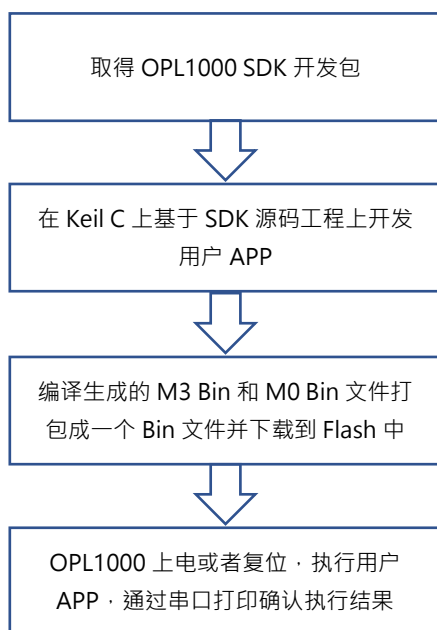 取得 OPL1000 SDK 开发包
在 Keil C 上基于 SDK 源码工程上开发
用户 APP
编译生成的 M3 Bin 和 M0 Bin 文件打
包成一个 Bin 文件并下载到 Flash 中
OPL1000 上电或者复位，执行用户
APP，通过串口打印确认执行结果